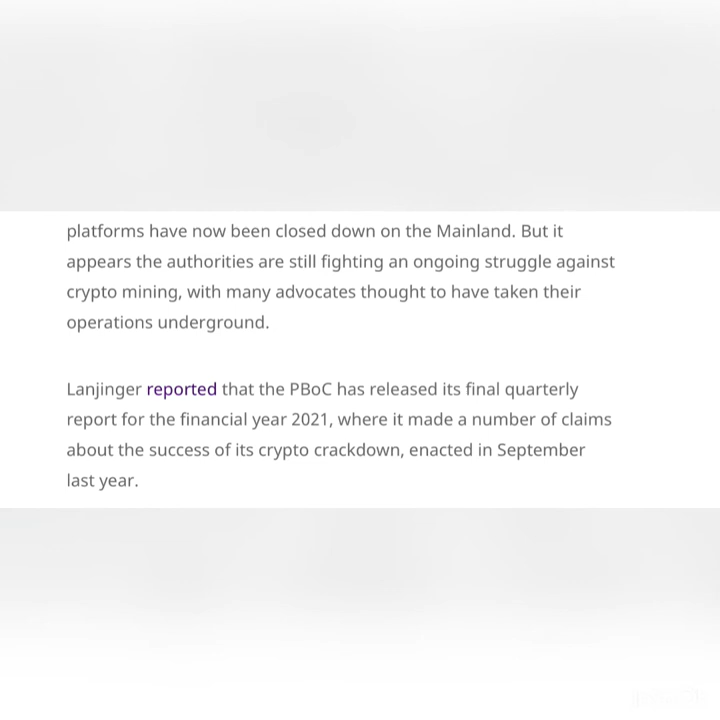 platforms have now been closed down on the Mainland. But it
appears the authorities are still fighting an ongoing struggle against
crypto mining, with many advocates thought to have taken their
operations underground.
Lanjinger reported that the PBoC has released its final quarterly
report for the financial year 2021, where it made a number of claims
about the success of its crypto crackdown, enacted in September
last year.